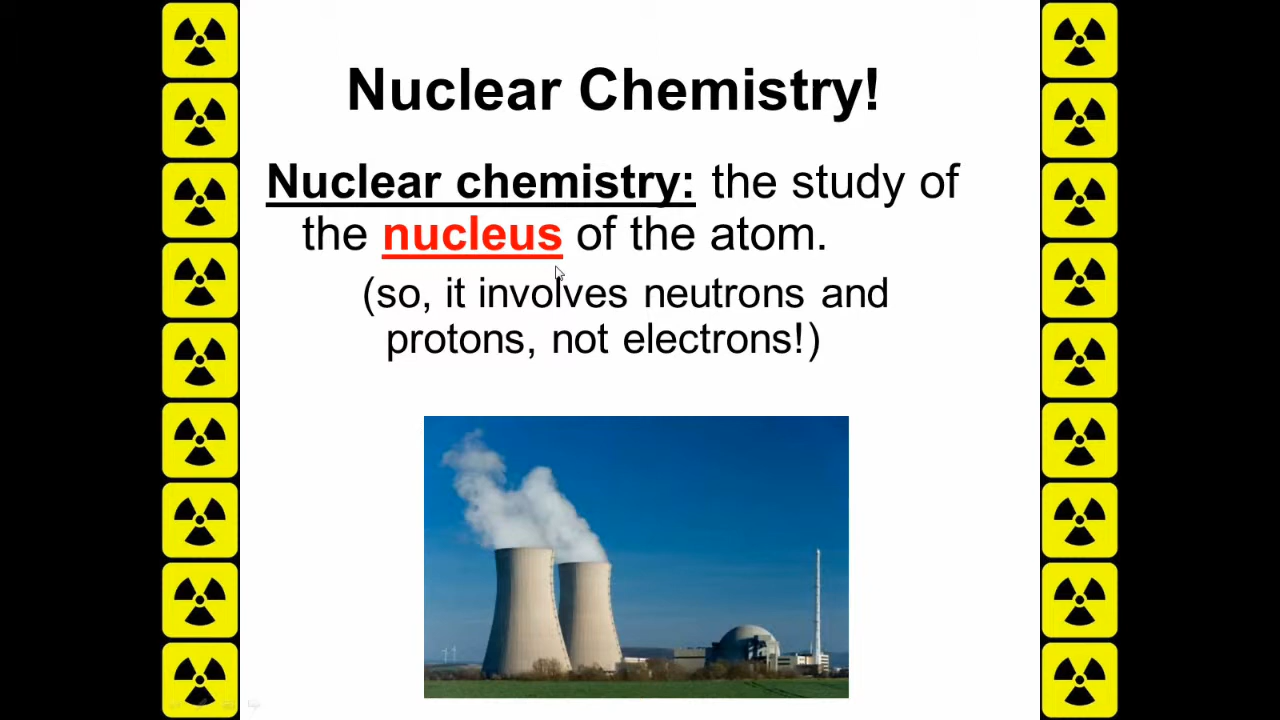 Nuclear Chemistry!
Nuclear chemistry: the study of
the nucleus of the atom.
(so, it involves neutrons and
protons, not electrons!)